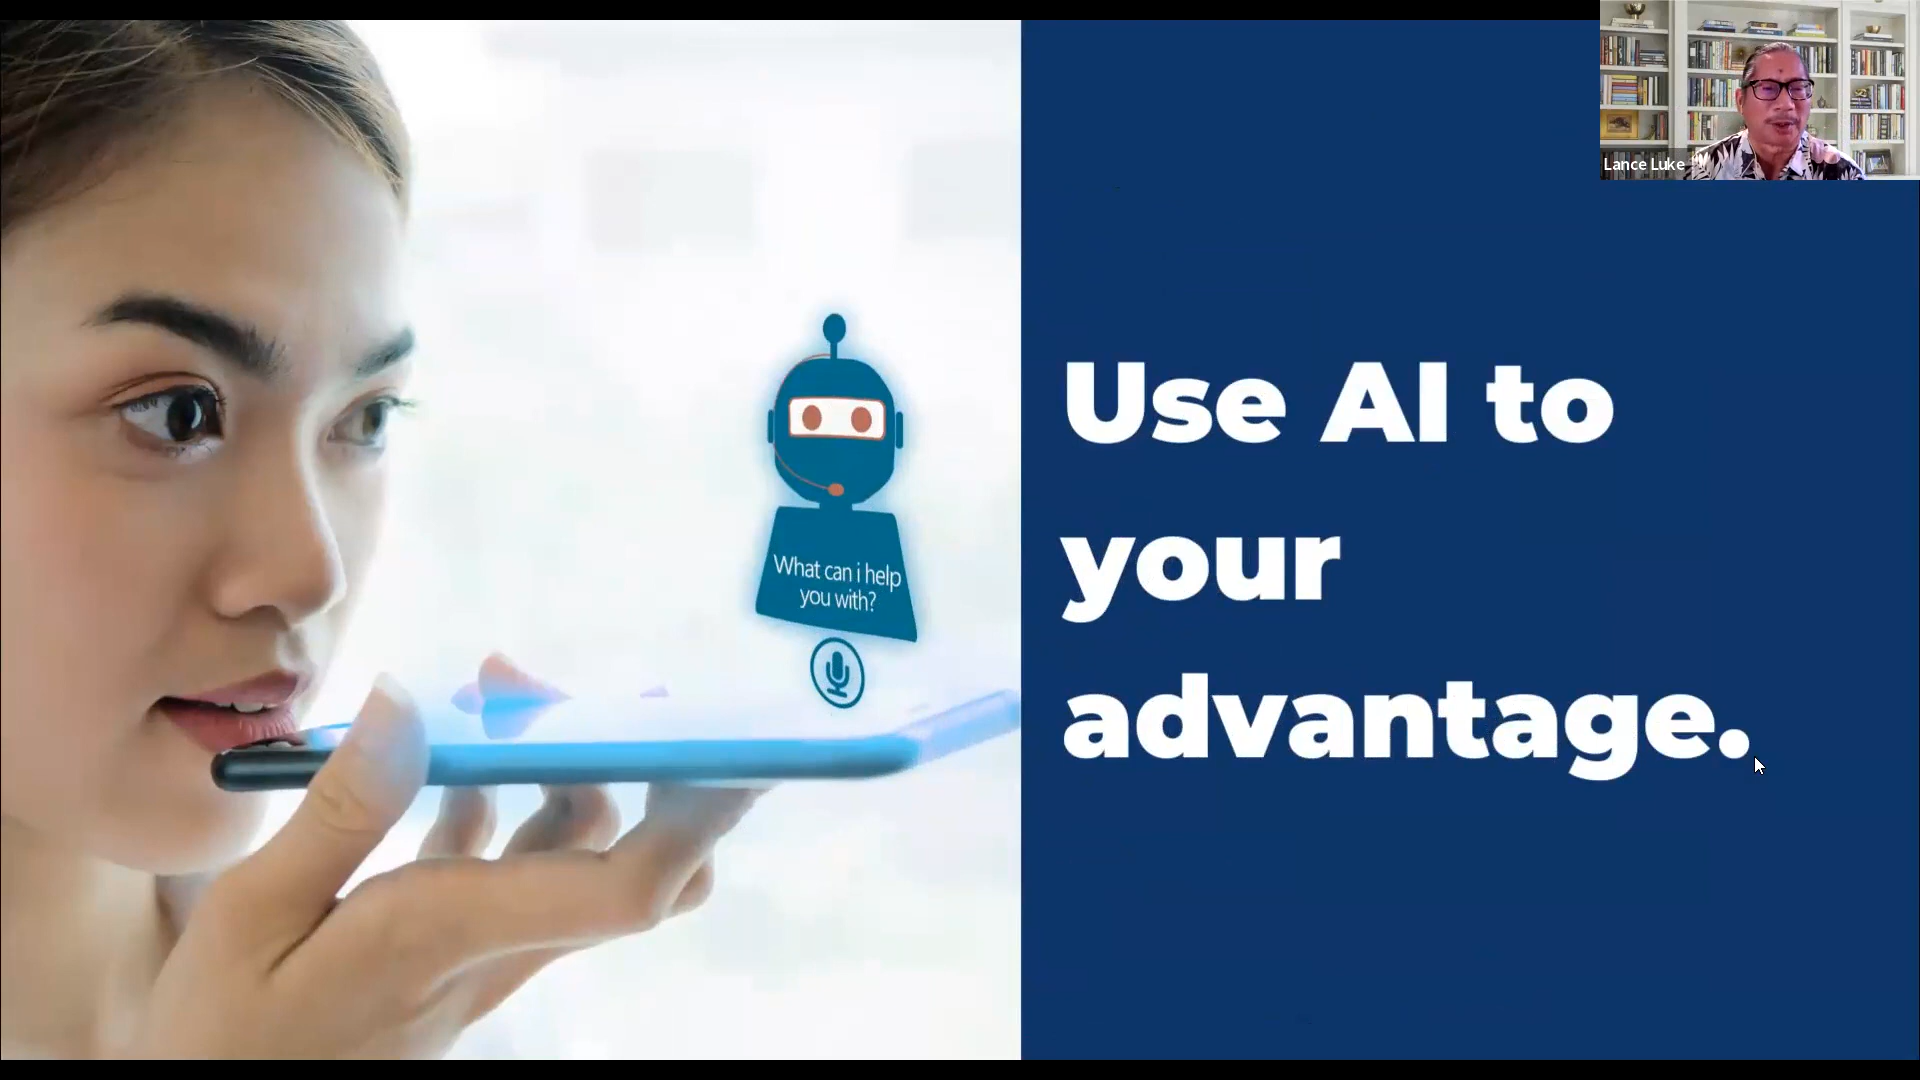 Lance Luke
Use AI to
your
advantage.
What can i help
you with?